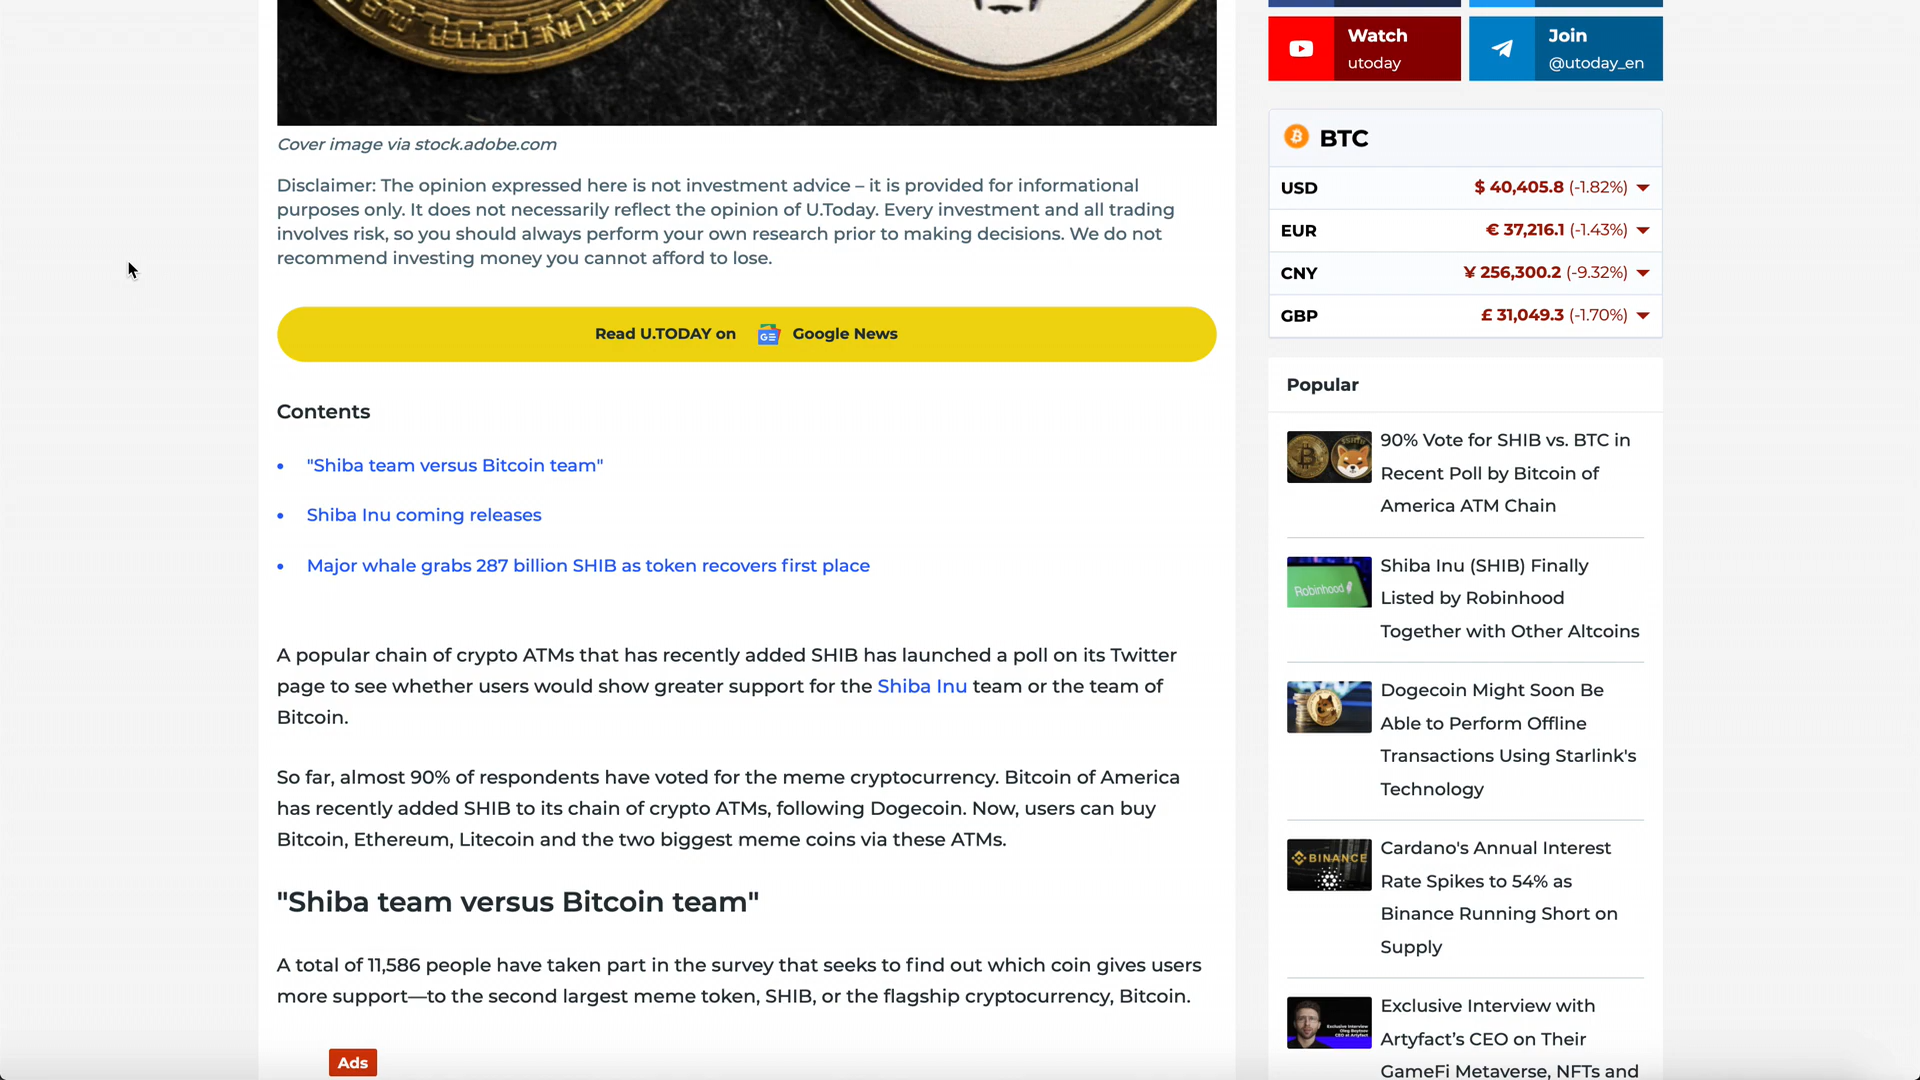 Watch
utoday
Join
@utoday_en
Cover image via stock.adobe.com
Disclaimer: The opinion expressed here is not investment advice – it is provided for informational
purposes only. It does not necessarily reflect the opinion of U.Today. Every investment and all trading
involves risk, so you should always perform your own research prior to making decisions. We do not
recommend investing money you cannot afford to lose.
Read U.TODAY on Google News
Contents
"Shiba team versus Bitcoin team"
Shiba Inu coming releases
Major whale grabs 287 billion SHIB as token recovers first place
A popular chain of crypto ATMs that has recently added SHIB has launched a poll on its Twitter
page to see whether users would show greater support for the Shiba Inu team or the team of
Bitcoin.
So far, almost 90% of respondents have voted for the meme cryptocurrency. Bitcoin of America
has recently added SHIB to its chain of crypto ATMs, following Dogecoin. Now, users can buy
Bitcoin, Ethereum, Litecoin and the two biggest meme coins via these ATMs.
"Shiba team versus Bitcoin team"
A total of 11,586 people have taken part in the survey that seeks to find out which coin gives users
more support—to the second largest meme token, SHIB, or the flagship cryptocurrency, Bitcoin.
Ads
BTC
USD $ 40,405.8 (-1.82%)
EUR € 37,216.1 (-1.43%)
CNY ¥ 256,300.2 (-9.32%)
GBP £ 31,049.3 (-1.70%)
Popular
90% Vote for SHIB vs. BTC in
Recent Poll by Bitcoin of
America ATM Chain
Robinhood
Shiba Inu (SHIB) Finally
Listed by Robinhood
Together with Other Altcoins
Dogecoin Might Soon Be
Able to Perform Offline
Transactions Using Starlink's
Technology
BINANCE
Cardano's Annual Interest
Rate Spikes to 54% as
Binance Running Short on
Supply
Exclusive Interview with
Artyfact’s CEO on Their
GameFi Metaverse, NFTs and